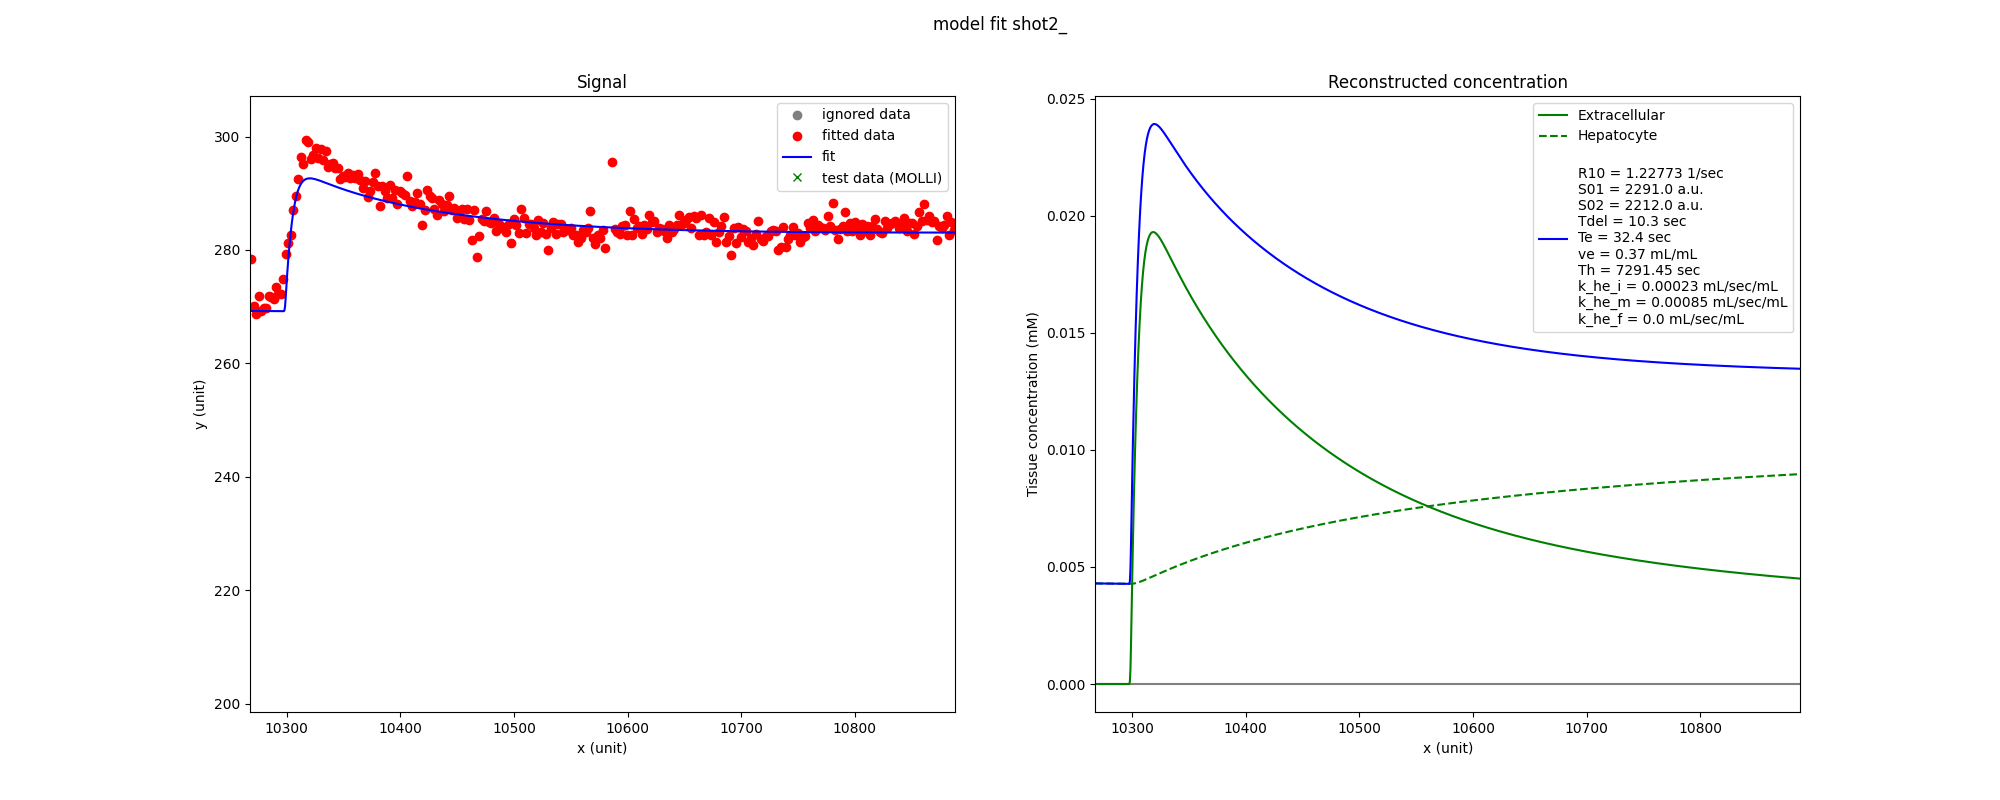 model fit shot2_
Signal
300
280
260
240
220
200
y (unit)
10300 10400 10500 10600 10700 10800
x (unit)
ignored data
fitted data
fit
test data (MOLLI)
Reconstructed concentration
0.025
0.020
0.015
0.010
0.005
0.000
Tissue concentration (mM)
10300 10400 10500 10600 10700 10800
x (unit)
Extracellular
Hepatocyte
R10 = 1.22773 1/sec
S01 = 2291.0 a.u.
S02 = 2212.0 a.u.
Tdel = 10.3 sec
Te = 32.4 sec
ve = 0.37 mL/mL
Th = 7291.45 sec
k_he_i = 0.00023 mL/sec/mL
k_he_m = 0.00085 mL/sec/mL
k_he_f = 0.0 mL/sec/mL